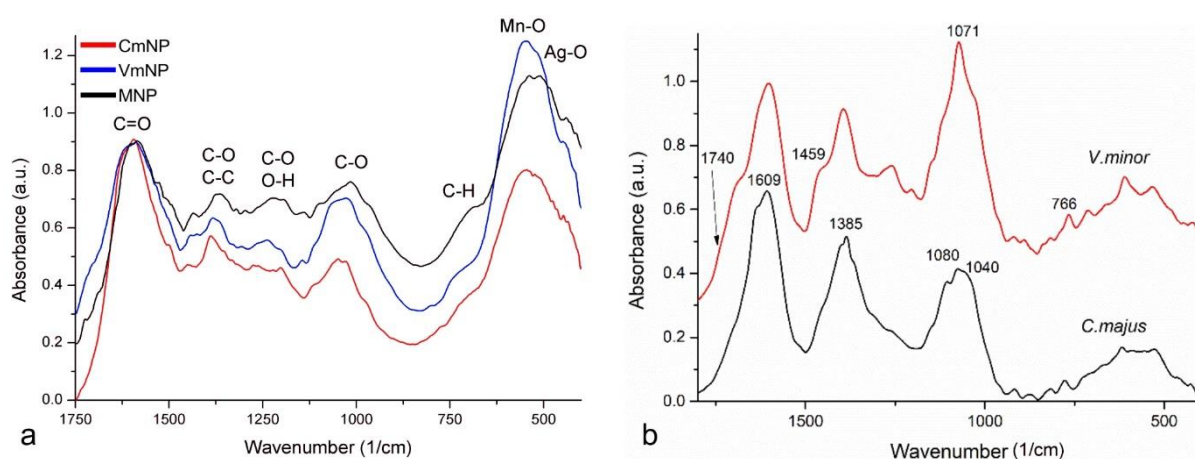 Mn-O
Ag-O
CmNP
VmNP
MNP
C=O
C-O
C-C
C-O
O-H
C-O
C-H
1.2
1.0
0.8
0.6
0.4
0.2
0.0
Absorbance (a.u.)
1750
1500
1250
1000
750
500
Wavenumber (1/cm)
a
1071
1740
1459
1609
1385
1080
1040
766
V.minor
C.majus
1.0
0.8
0.6
0.4
0.2
0.0
Absorbance (a.u.)
1500
1000
500
Wavenumber (1/cm)
b